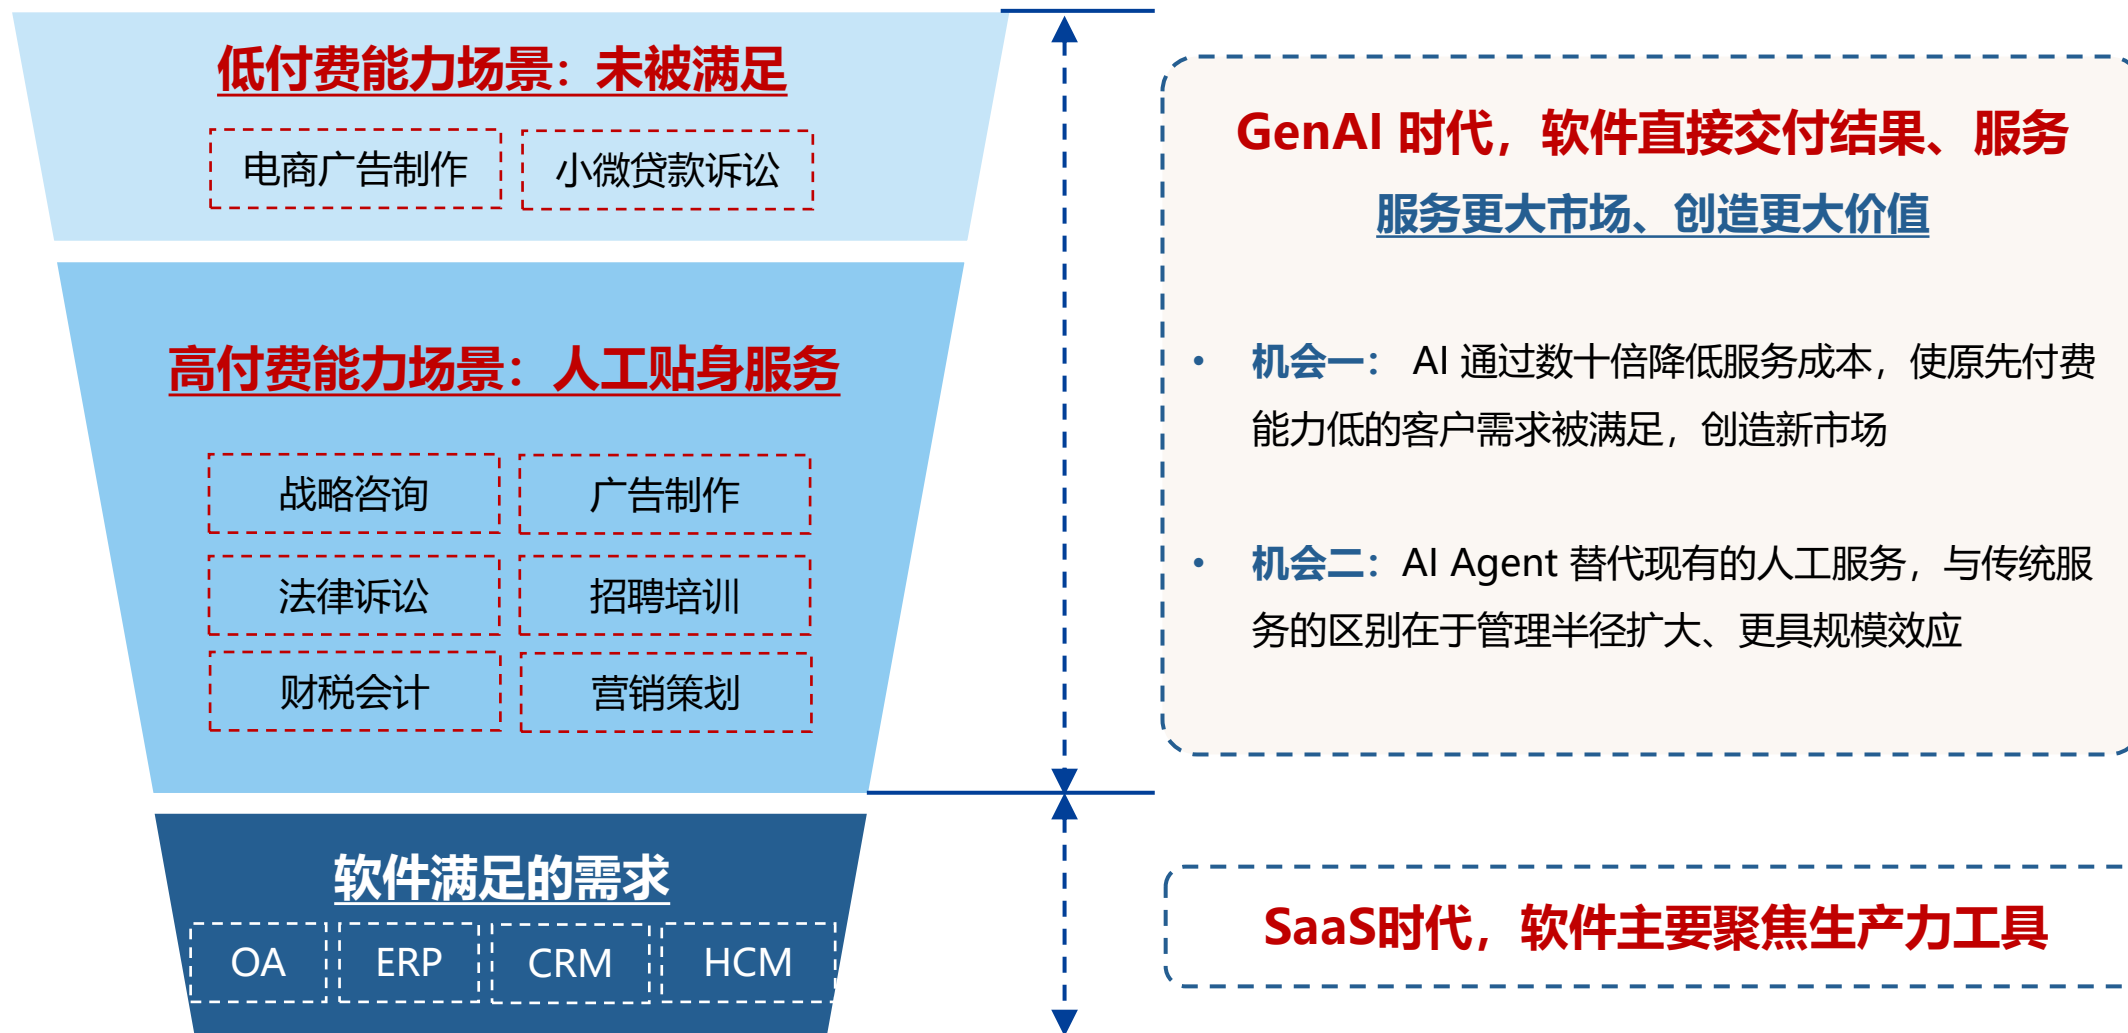 低付费能力场景：未被满足
电商广告制作
小微贷款诉讼
高付费能力场景：人工贴身服务
战略咨询
广告制作
法律诉讼
招聘培训
财税会计
营销策划
软件满足的需求
OA
ERP
CRM
HCM
GenAI 时代，软件直接交付结果、服务
服务更大市场、创造更大价值
• 机会一： AI 通过数十倍降低服务成本，使原先付费
能力低的客户需求被满足，创造新市场
• 机会二：AI Agent 替代现有的人工服务，与传统服
务的区别在于管理半径扩大、更具规模效应
SaaS时代，软件主要聚焦生产力工具